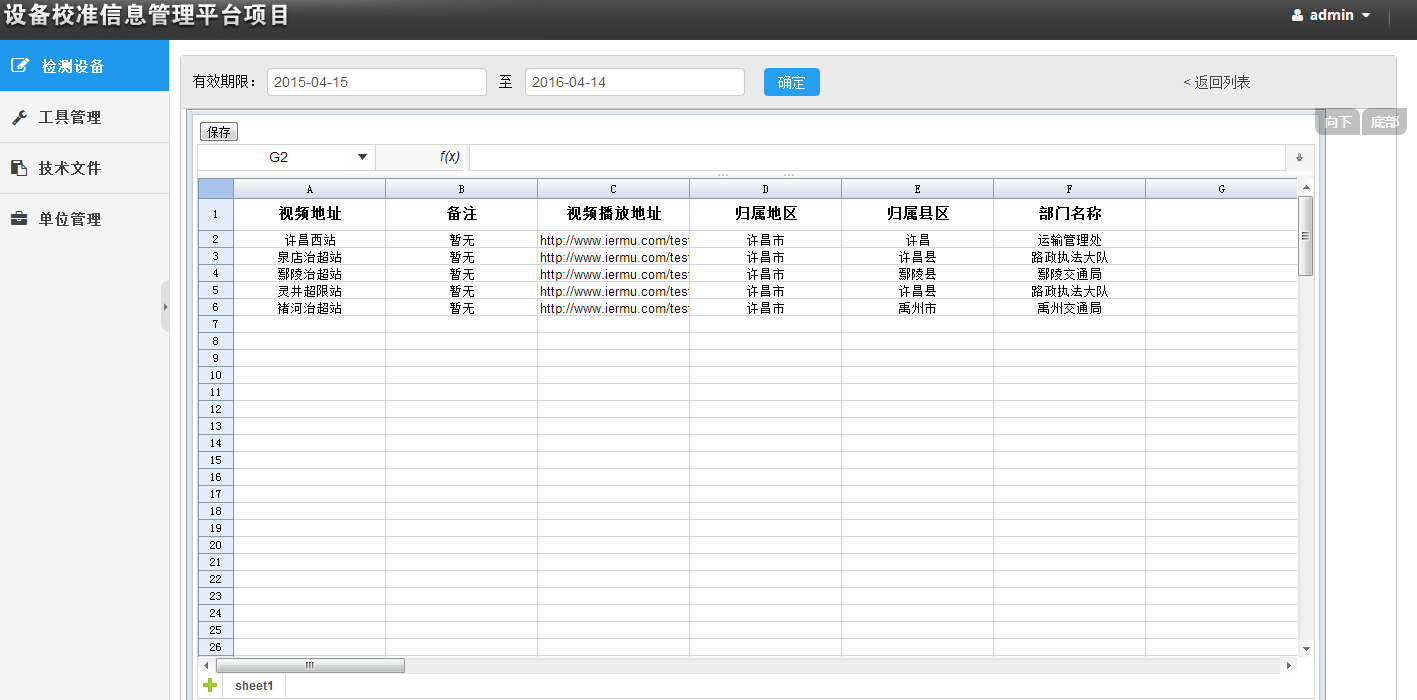 设备校准信息管理平台项目
admin
检测设备
工具管理
技术文件
单位管理
有效期限： 2015-04-15 至 2016-04-14 确定 < 返回列表
向下 底部
保存
G2 f(x)
A B C D E F G
1 视频地址 备注 视频播放地址 归属地区 归属县区 部门名称
2 许昌西站 暂无 http://www.iermu.com/test 许昌市 许昌 运输管理处
3 泉店治超站 暂无 http://www.iermu.com/test 许昌市 许昌县 路政执法大队
4 鄢陵治超站 暂无 http://www.iermu.com/test 许昌市 鄢陵县 鄢陵交通局
5 灵井超限站 暂无 http://www.iermu.com/test 许昌市 许昌县 路政执法大队
6 褚河治超站 暂无 http://www.iermu.com/test 许昌市 禹州市 禹州交通局
7
8
9
10
11
12
13
14
15
16
17
18
19
20
21
22
23
24
25
26
sheet1